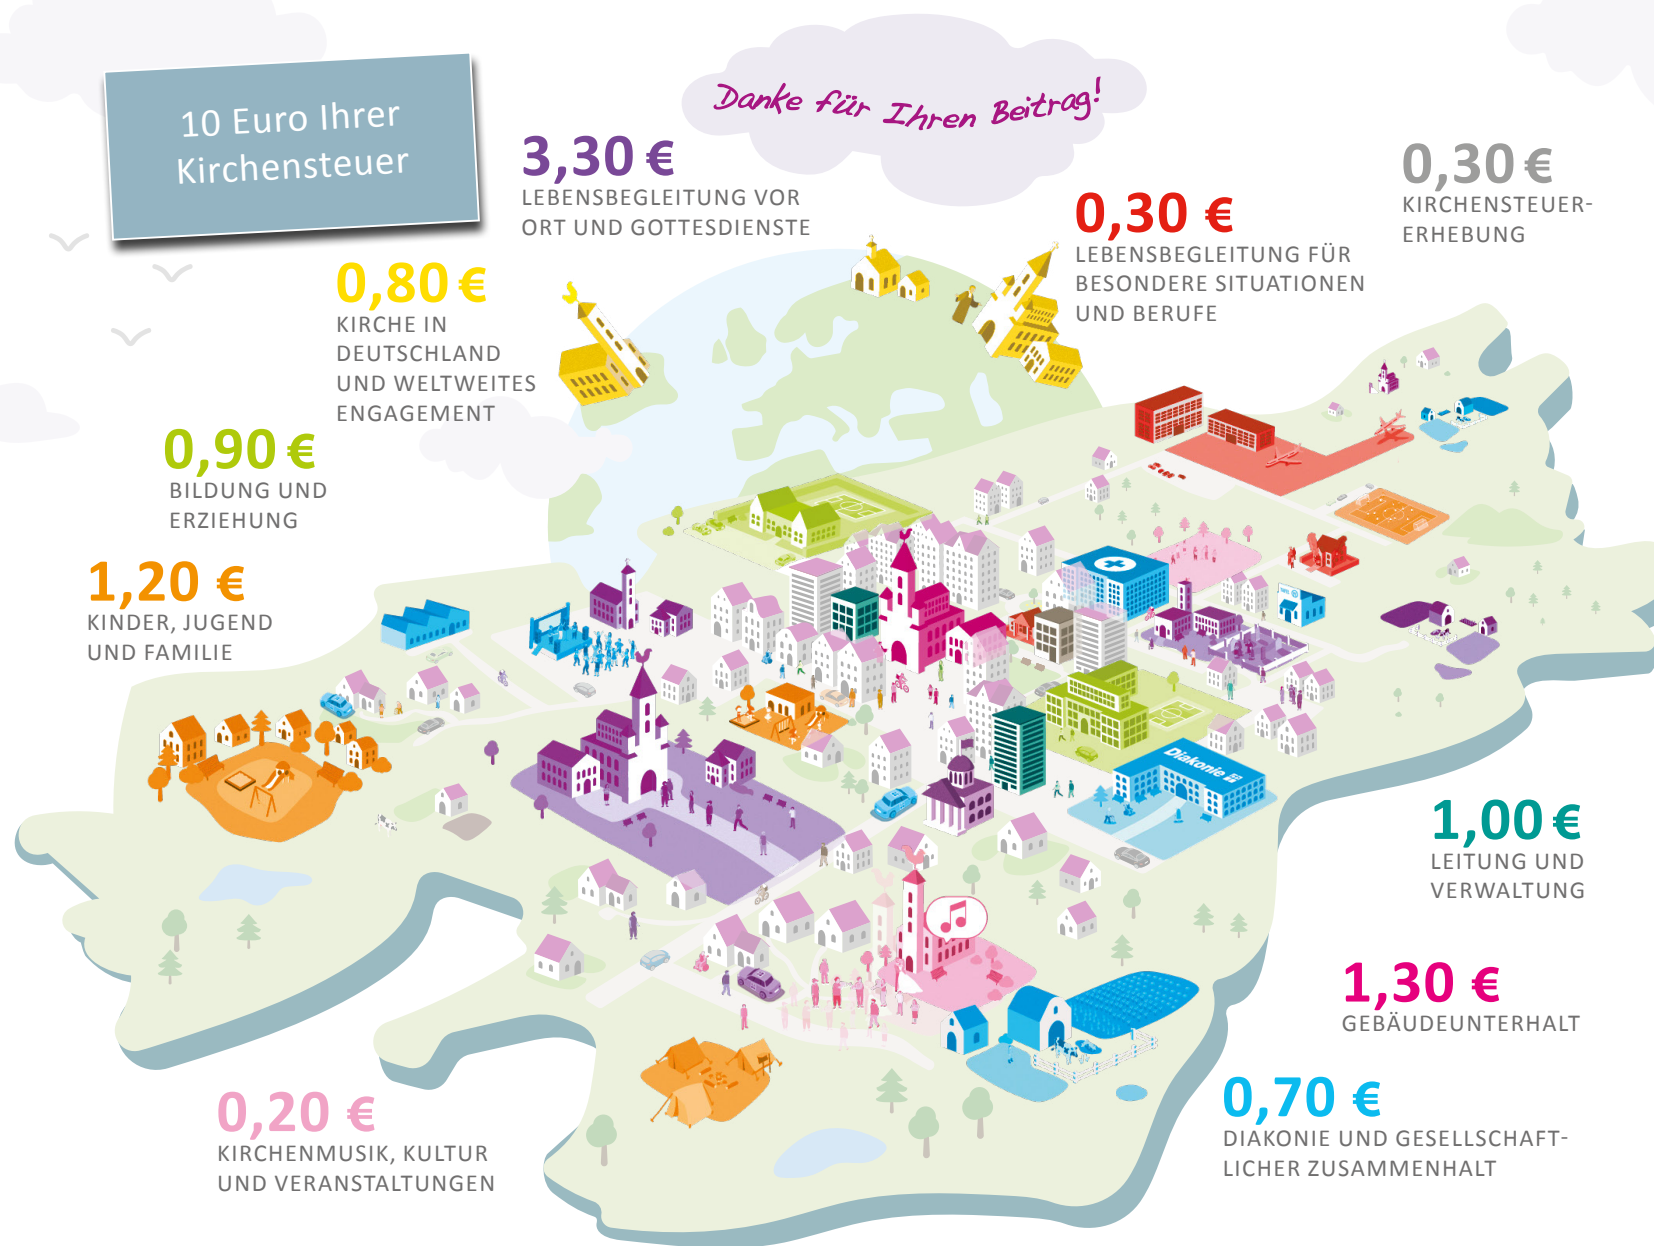 10 Euro Ihrer
Kirchensteuer
Danke für Ihren Beitrag!
3,30 €
LEBENSBEGLEITUNG VOR
ORT UND GOTTESDIENSTE
0,30 €
KIRCHENSTEUER-
ERHEBUNG
0,30 €
LEBENSBEGLEITUNG FÜR
BESONDERE SITUATIONEN
UND BERUFE
0,80 €
KIRCHE IN
DEUTSCHLAND
UND WELTWEITES
ENGAGEMENT
0,90 €
BILDUNG UND
ERZIEHUNG
1,20 €
KINDER, JUGEND
UND FAMILIE
Diakonie
1,00 €
LEITUNG UND
VERWALTUNG
1,30 €
GEBÄUDEUNTERHALT
0,70 €
DIAKONIE UND GESELLSCHAFT-
LICHER ZUSAMMENHALT
0,20 €
KIRCHENMUSIK, KULTUR
UND VERANSTALTUNGEN